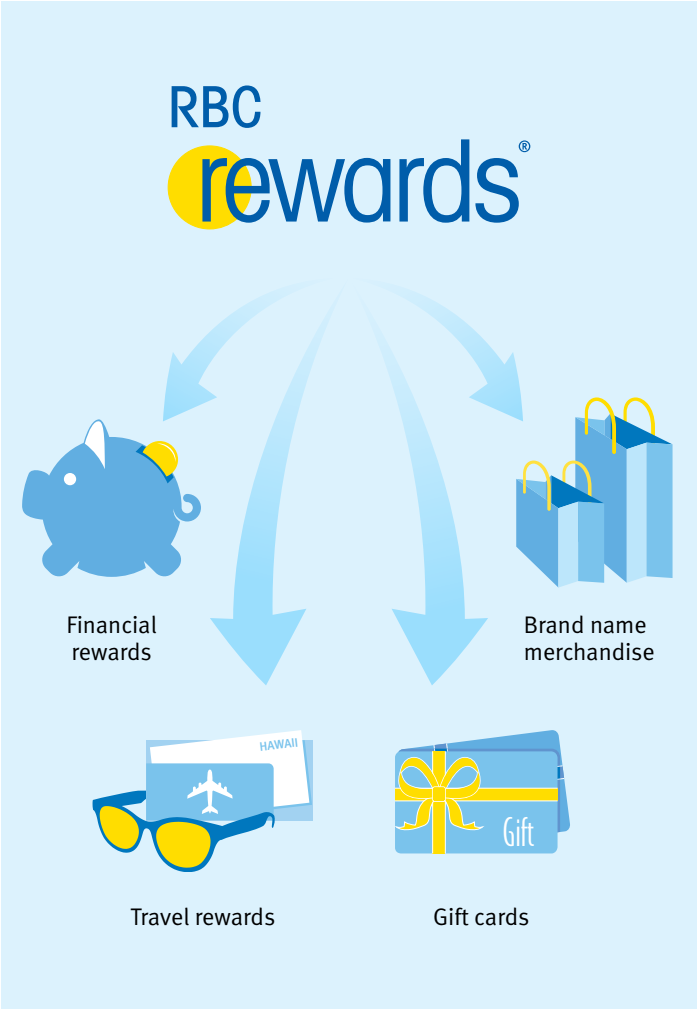 RBC
rewards®
Financial
rewards
Brand name
merchandise
HAWAII
Gift
Travel rewards
Gift cards